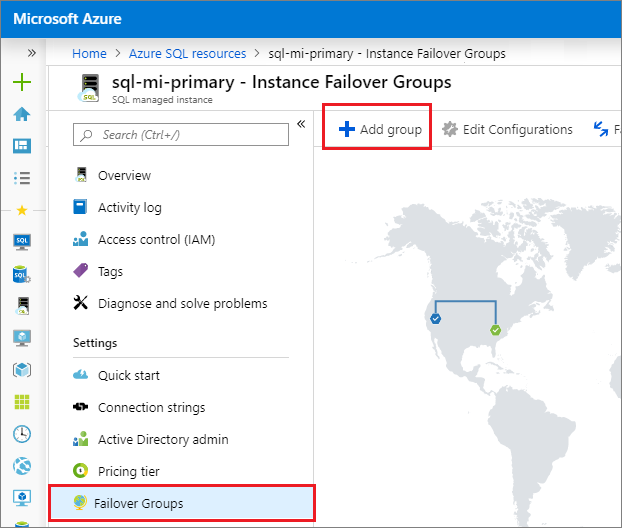 Microsoft Azure
Home > Azure SQL resources > sql-mi-primary - Instance Failover Groups
sql-mi-primary - Instance Failover Groups
SQL managed instance
Search (Ctrl+/)
Add group
Edit Configurations
Overview
Activity log
Access control (IAM)
Tags
Diagnose and solve problems
Settings
Quick start
Connection strings
Active Directory admin
Pricing tier
Failover Groups